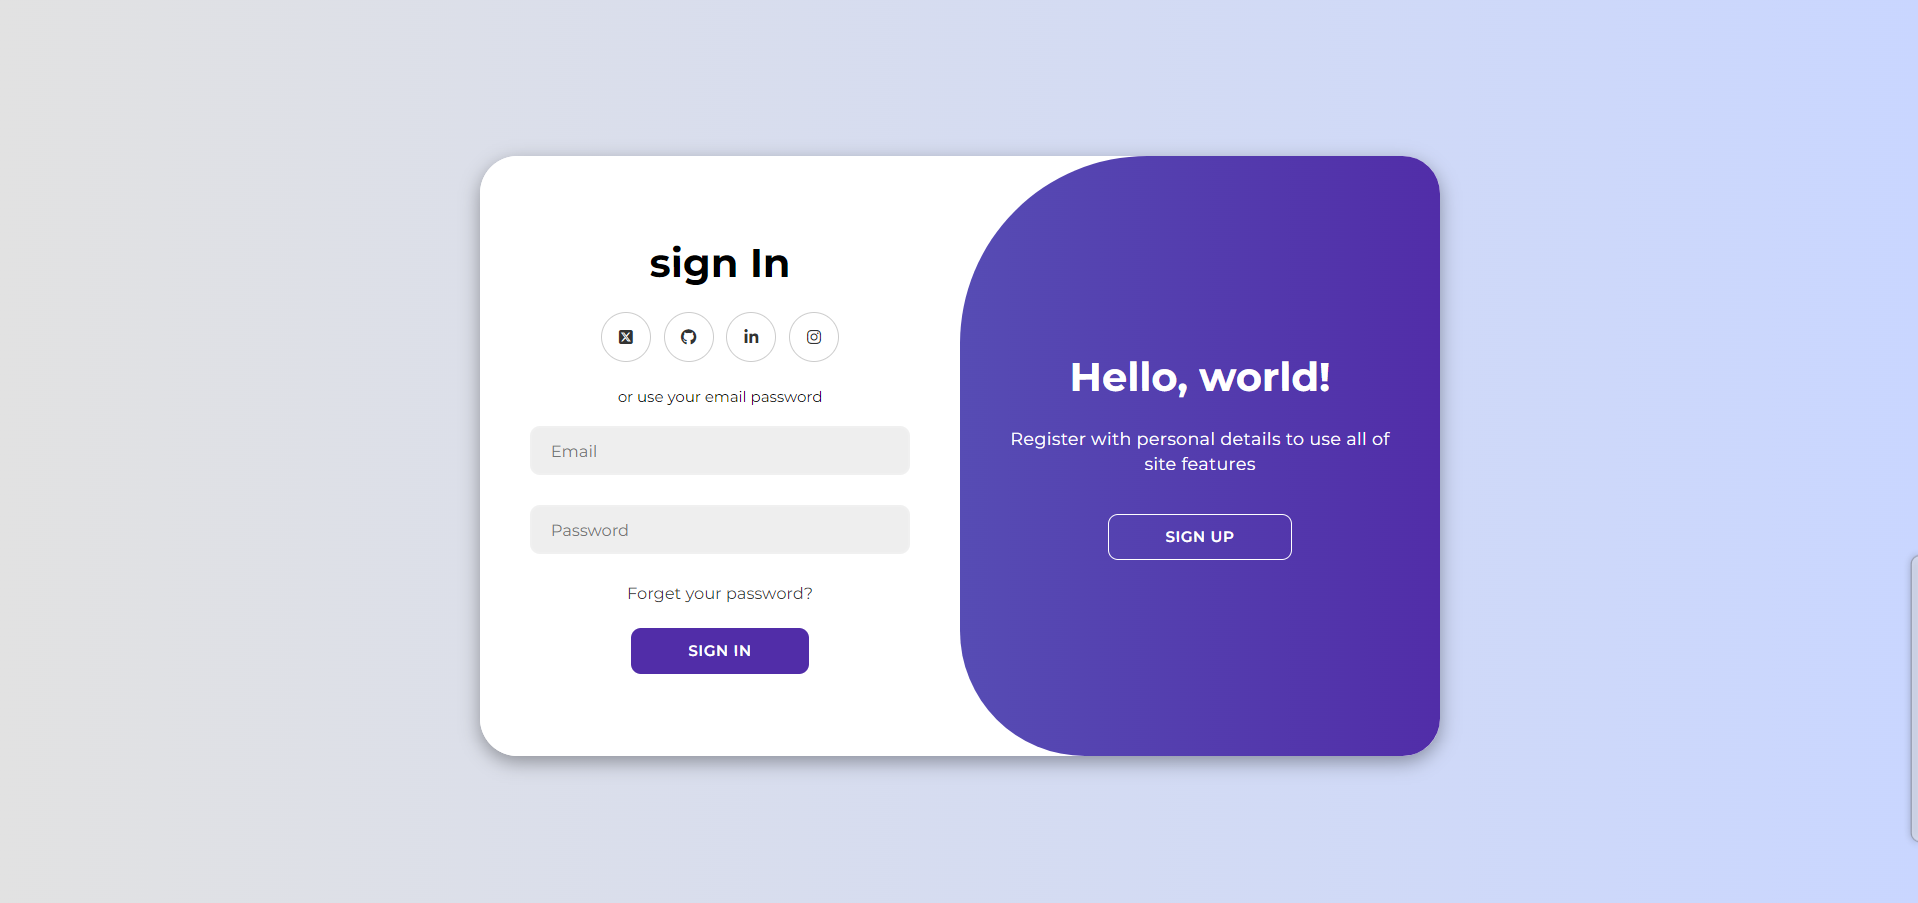 sign In
or use your email password
Email
Password
Forget your password?
SIGN IN
Hello, world!
Register with personal details to use all of
site features
SIGN UP